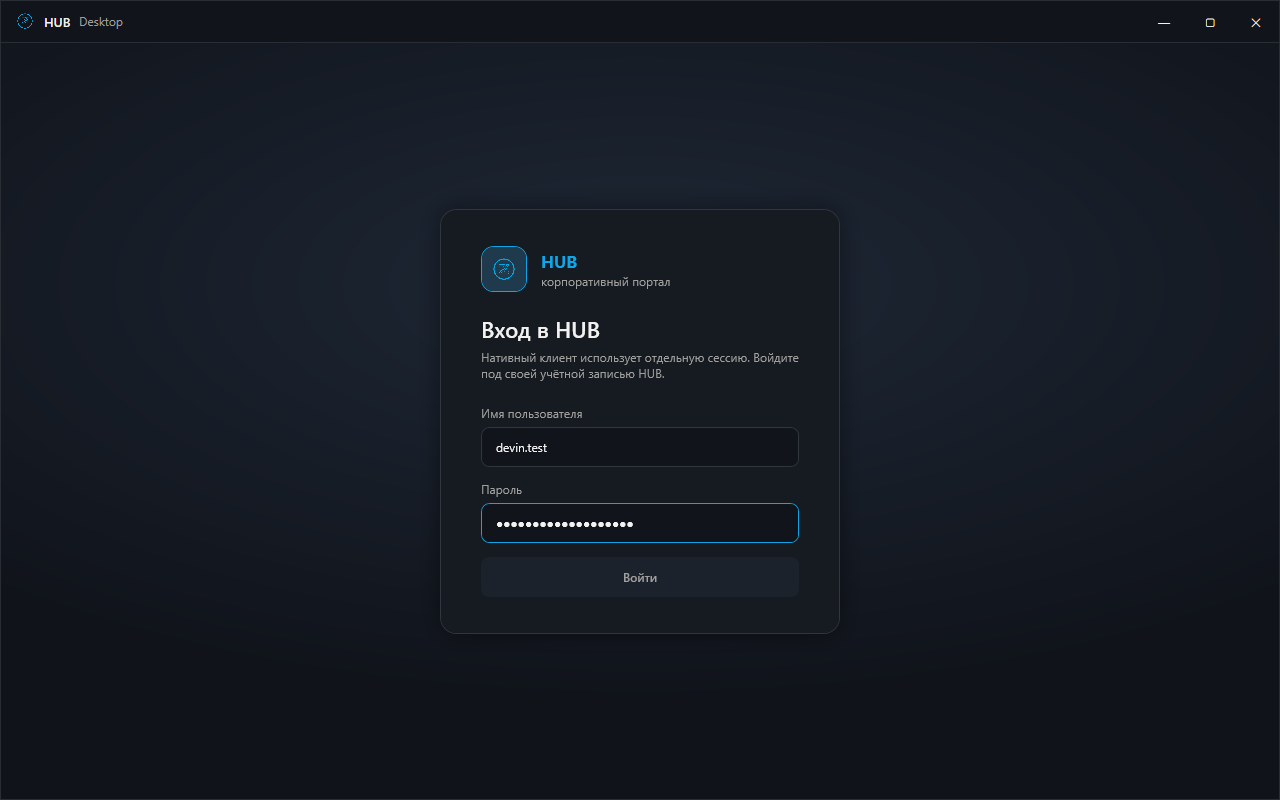 HUB Desktop
HUB
корпоративный портал
Вход в HUB
Нативный клиент использует отдельную сессию. Войдите
под своей учётной записью HUB.
Имя пользователя
devin.test
Пароль
●●●●●●●●●●●●●●●●●●●
Войти